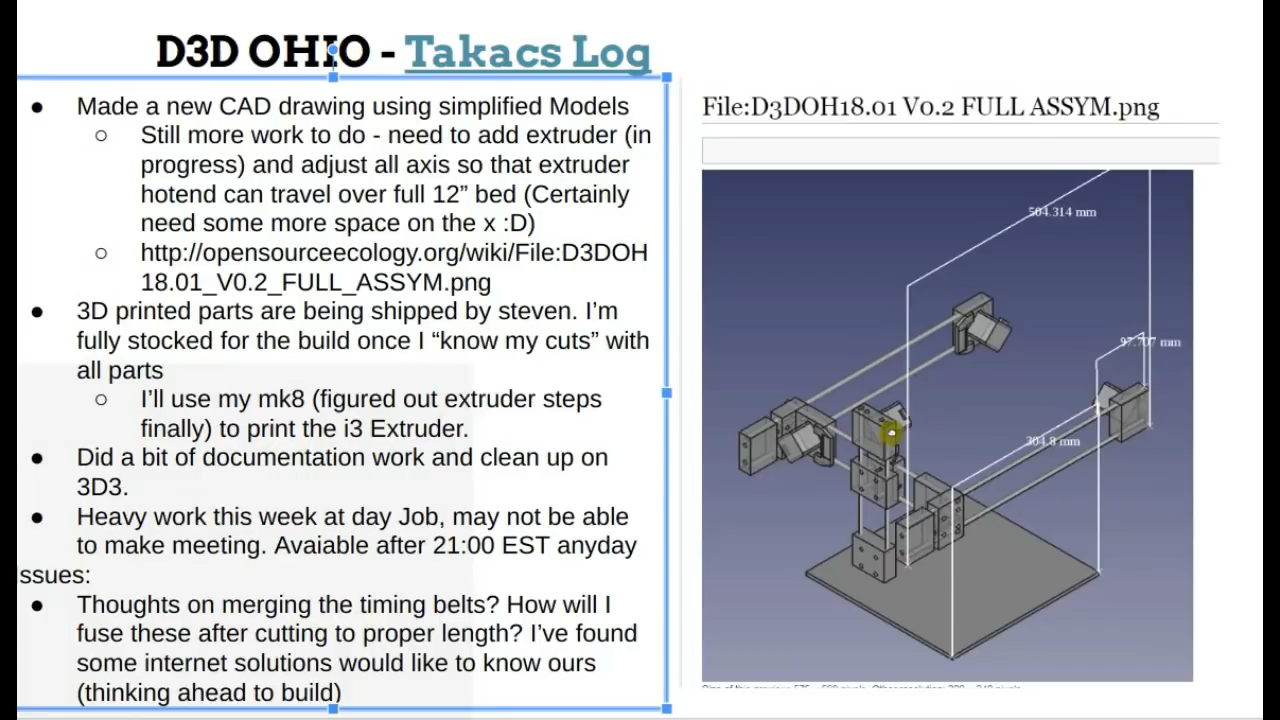 D3D OHIO - Takacs Log
● Made a new CAD drawing using simplified Models
○ Still more work to do - need to add extruder (in
progress) and adjust all axis so that extruder
hotend can travel over full 12” bed (Certainly
need some more space on the x :D)
○ http://opensourceecology.org/wiki/File:D3DOH
18.01_V0.2_FULL_ASSYM.png
● 3D printed parts are being shipped by steven. I’m
fully stocked for the build once I “know my cuts” with
all parts
○ I’ll use my mk8 (figured out extruder steps
finally) to print the i3 Extruder.
● Did a bit of documentation work and clean up on
3D3.
● Heavy work this week at day Job, may not be able
to make meeting. Avaiable after 21:00 EST anyday
ssues:
● Thoughts on merging the timing belts? How will I
fuse these after cutting to proper length? I’ve found
some internet solutions would like to know ours
(thinking ahead to build)
File:D3DOH18.01 V0.2 FULL ASSYM.png
504.314 mm
97.707 mm
304.8 mm